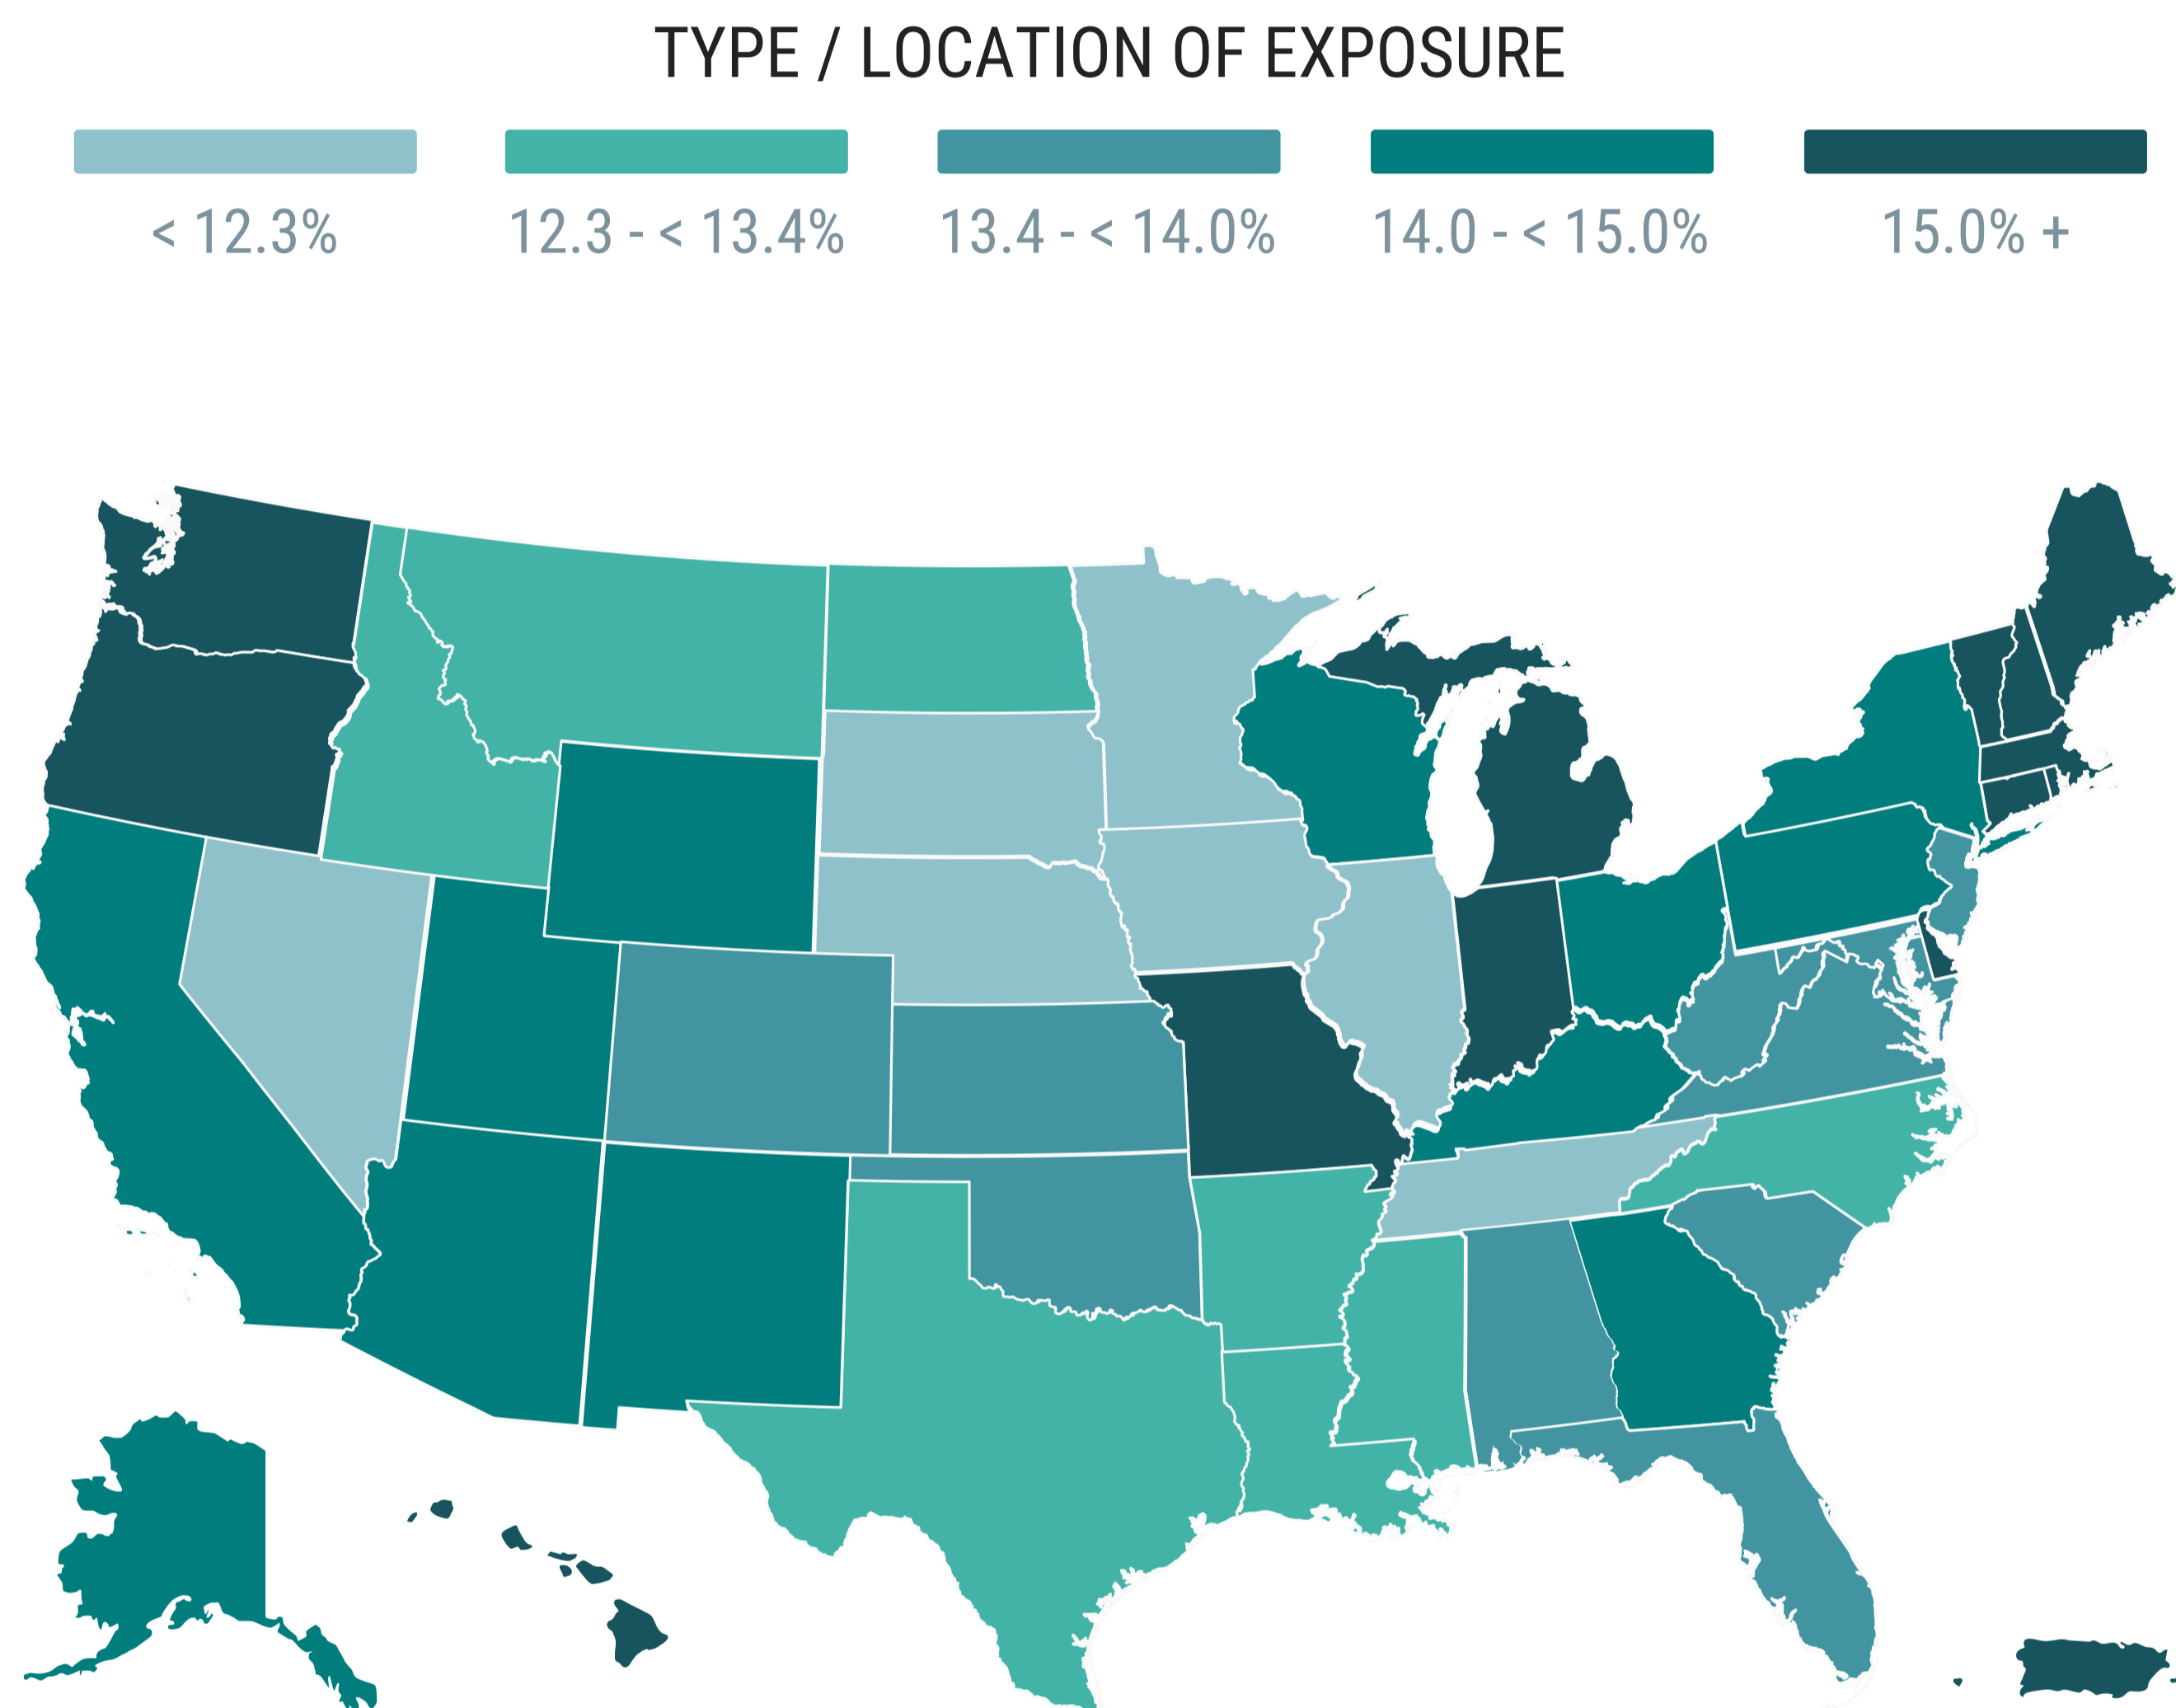 TYPE / LOCATION OF EXPOSURE
< 12.3% 12.3 - < 13.4% 13.4 - < 14.0% 14.0 - < 15.0% 15.0% +